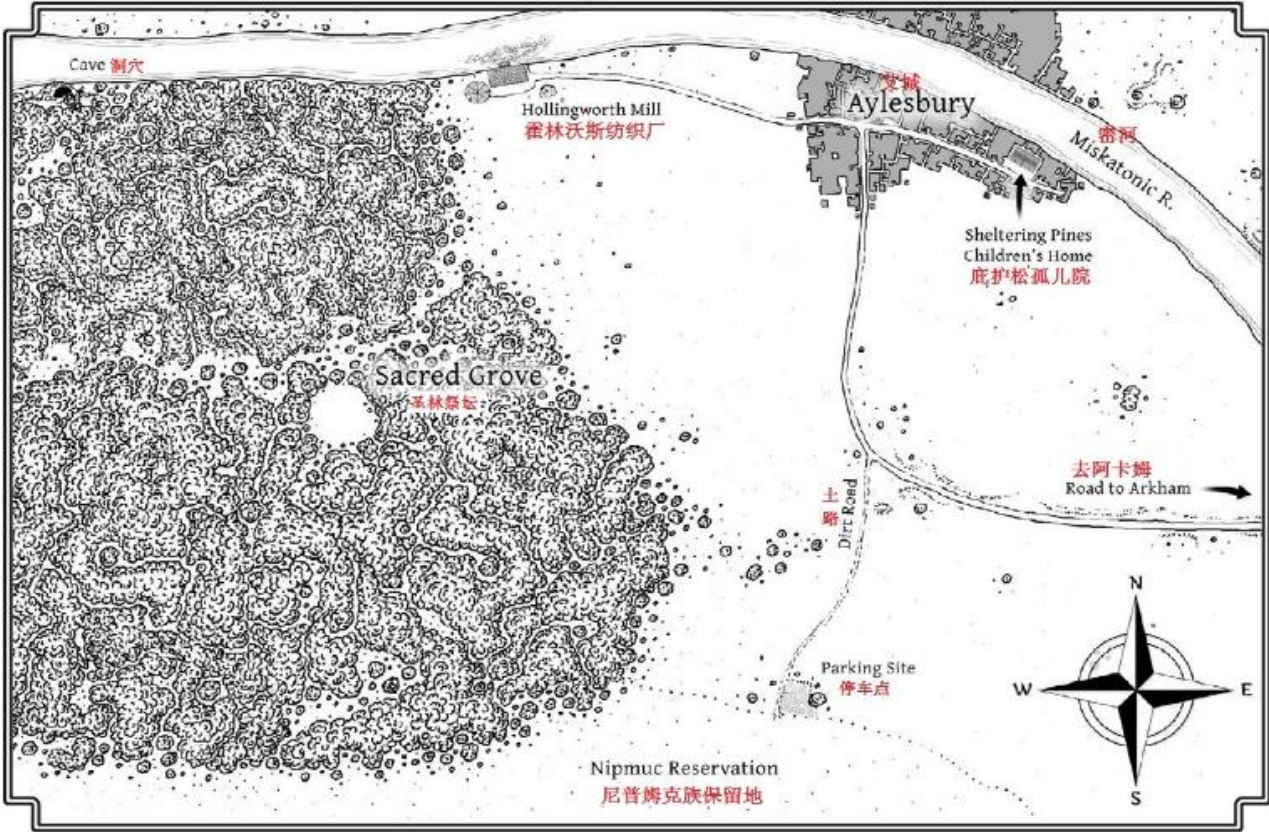 Cave 洞穴
Hollingworth Mill
霍林沃斯纺织厂
艾城
Aylesbury
密河
Miskatonic R.
Sheltering Pines
Children's Home
庇护松孤儿院
Sacred Grove
圣林祭坛
去阿卡姆
Road to Arkham
土路
Dirt Road
Parking Site
停车点
Nipmuc Reservation
尼普姆克族保留地
N
W
E
S